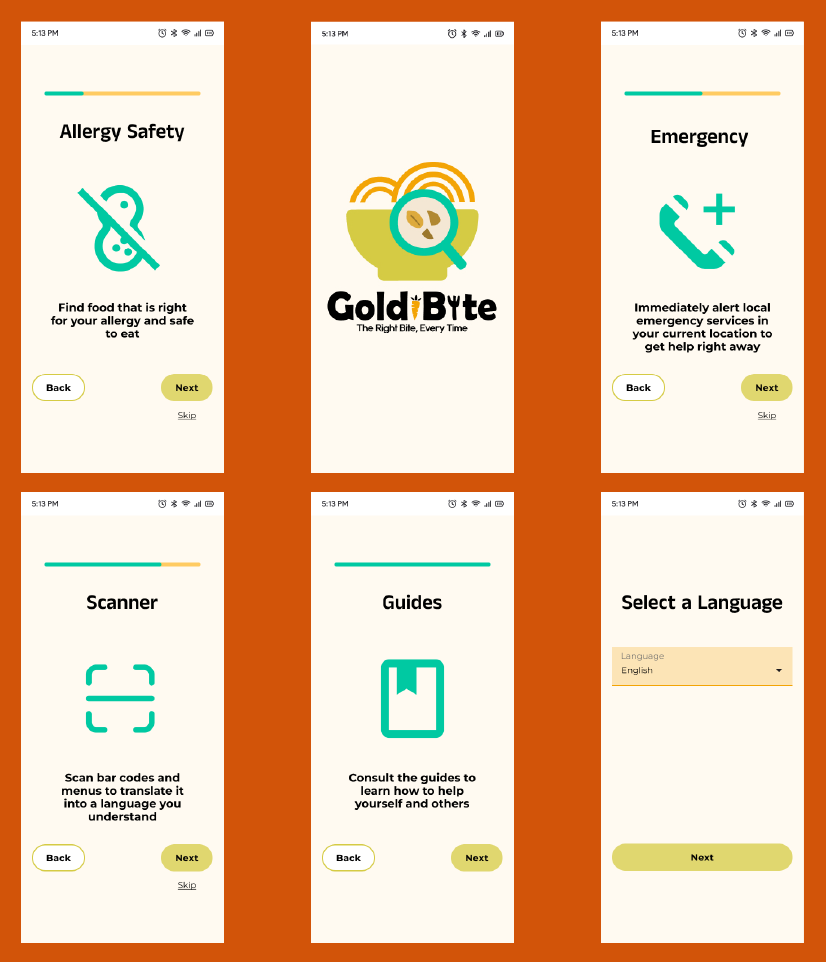 5:13 PM
Allergy Safety
Find food that is right
for your allergy and safe
to eat
Back
Next
Skip
5:13 PM
Gold Bite
The Right Bite, Every Time
5:13 PM
Emergency
Immediately alert local
emergency services in
your current location to
get help right away
Back
Next
Skip
5:13 PM
Scanner
Scan bar codes and
menus to translate it
into a language you
understand
Back
Next
Skip
5:13 PM
Guides
Consult the guides to
learn how to help
yourself and others
Back
Next
5:13 PM
Select a Language
Language
English
Next